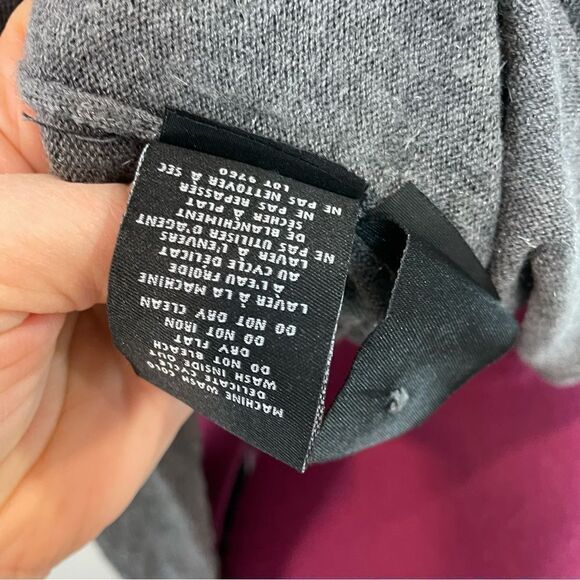 MACHINE WASH COLD
DELICATE CYCLE
WASH INSIDE OUT
DO NOT BLEACH
DRY FLAT
DO NOT IRON
DO NOT DRY CLEAN
LAVER À LA MACHINE
À L'EAU FROIDE
AU CYCLE DÉLICAT
LAVER À L'ENVERS
NE PAS UTILISER D'AGENT
DE BLANCHIMENT
SÉCHER À PLAT
NE PAS REPASSER
NE PAS NETTOYER À SEC
LOT 9760